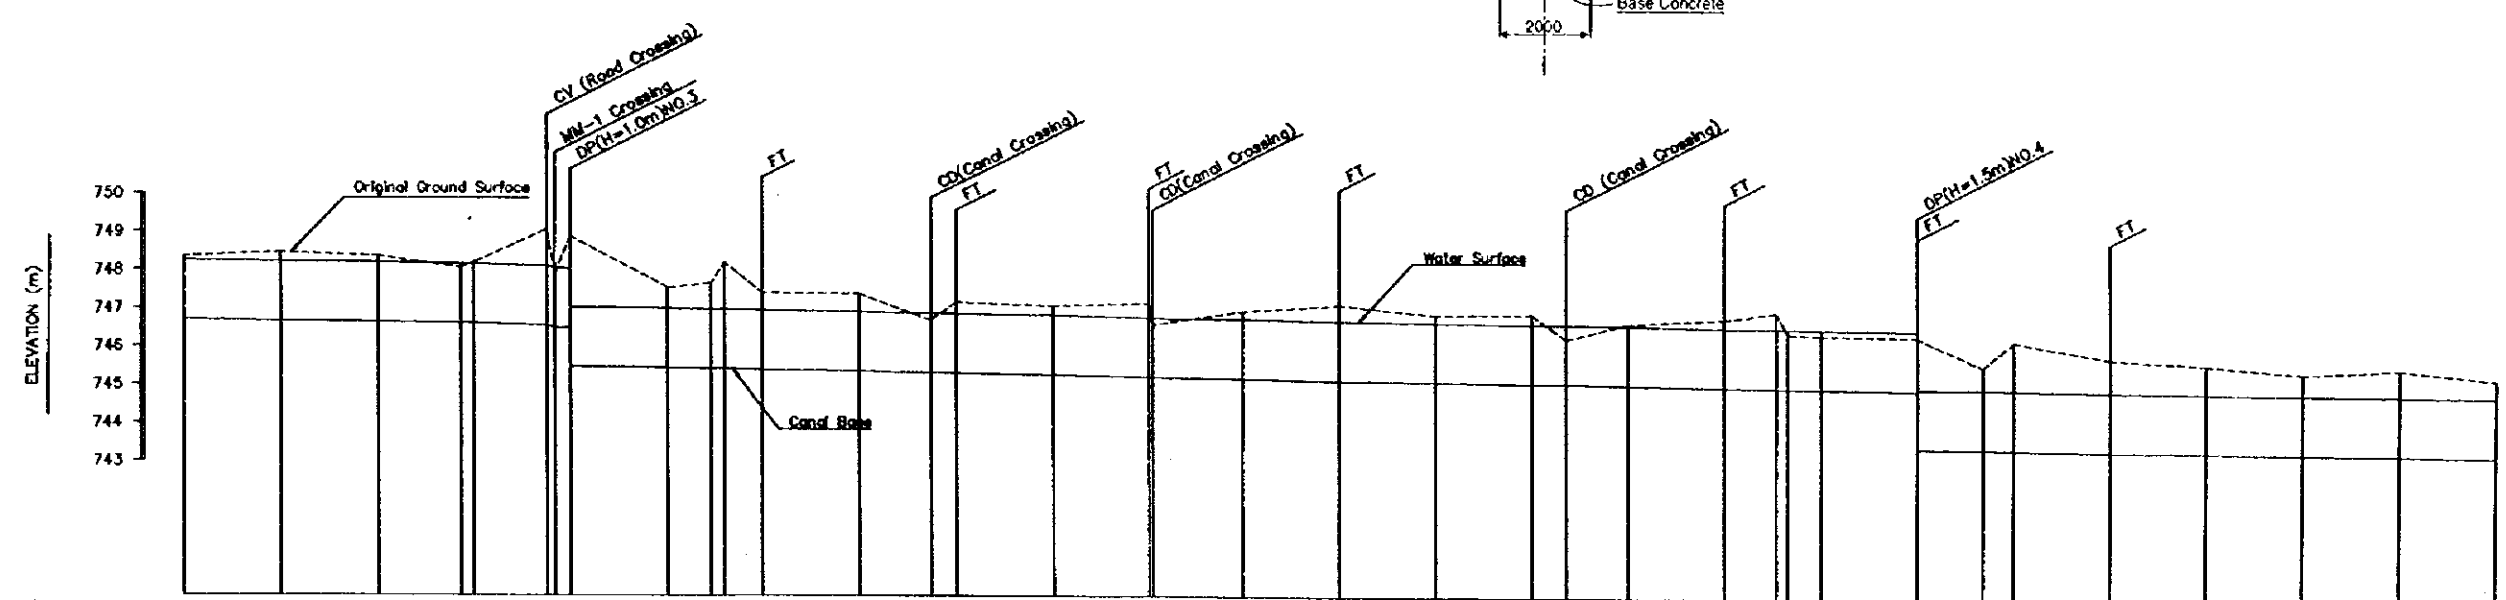 Base Concrete
2000
CV (Road Crossing)
MM-1 Crossing
DP(H=1.0m)NO.3
FT
CD(Canal Crossing)
FT
FT
CD(Canal Crossing)
FT
CD (Canal Crossing)
FT
DP(H=1.5m)NO.4
FT
FT
Original Ground Surface
Water Surface
Canal Base
ELEVATION (m)
750
749
748
747
746
745
744
743